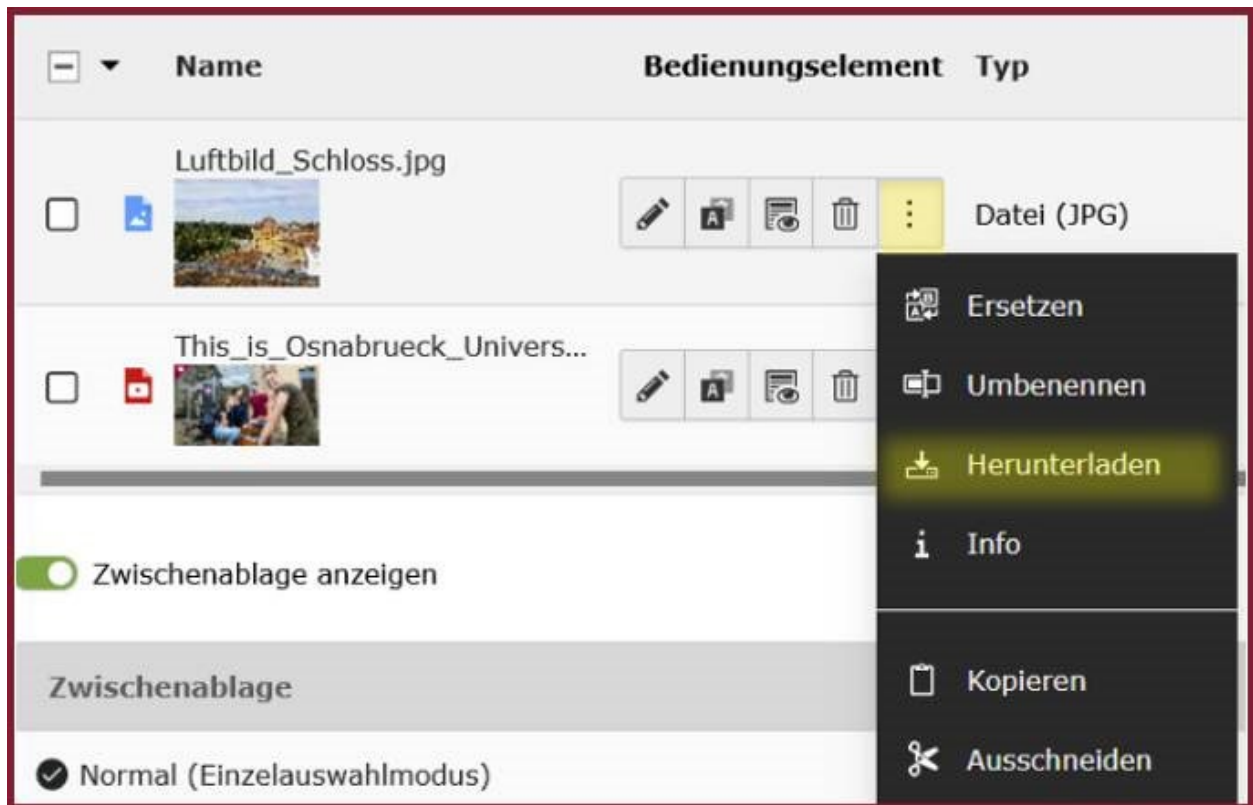 Name Bedienungselement Typ
Luftbild_Schloss.jpg
Datei (JPG)
This_is_Osnabrueck_Univers...
Ersetzen
Umbenennen
Herunterladen
Info
Kopieren
Ausschneiden
Zwischenablage anzeigen
Zwischenablage
Normal (Einzelauswahlmodus)